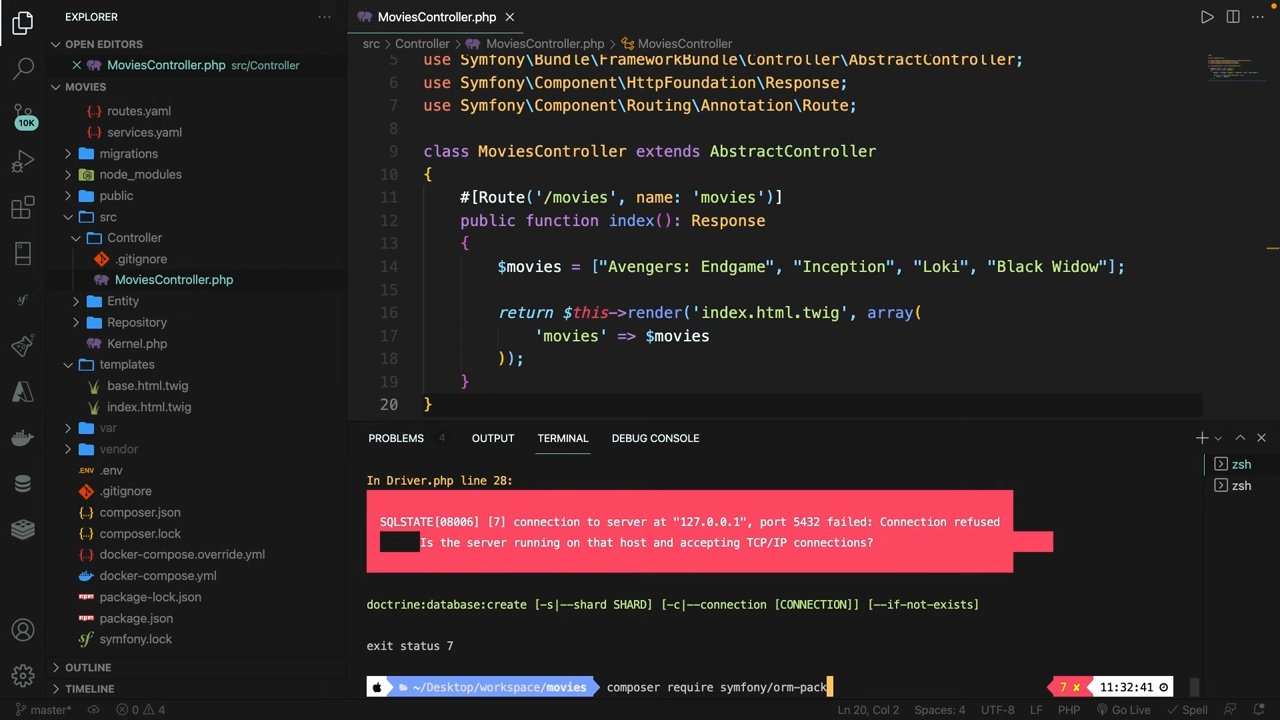 EXPLORER
OPEN EDITORS
MoviesController.php src/Controller
MOVIES
routes.yaml
services.yaml
migrations
node_modules
public
src
Controller
.gitignore
MoviesController.php
Entity
Repository
Kernel.php
templates
base.html.twig
index.html.twig
var
vendor
.ENV .env
.gitignore
composer.json
composer.lock
docker-compose.override.yml
docker-compose.yml
package-lock.json
package.json
symfony.lock
OUTLINE
TIMELINE
10K
MoviesController.php
src > Controller > MoviesController.php > MoviesController
5 use Symfony\Bundle\FrameworkBundle\Controller\AbstractController;
6 use Symfony\Component\HttpFoundation\Response;
7 use Symfony\Component\Routing\Annotation\Route;
8
9 class MoviesController extends AbstractController
10 {
11 #[Route('/movies', name: 'movies')]
12 public function index(): Response
13 {
14 $movies = ["Avengers: Endgame", "Inception", "Loki", "Black Widow"];
15
16 return $this->render('index.html.twig', array(
17 'movies' => $movies
18 ));
19 }
20 }
PROBLEMS 4 OUTPUT TERMINAL DEBUG CONSOLE
zsh
zsh
In Driver.php line 28:
SQLSTATE[08006] [7] connection to server at "127.0.0.1", port 5432 failed: Connection refused
Is the server running on that host and accepting TCP/IP connections?
doctrine:database:create [-s|--shard SHARD] [-c|--connection [CONNECTION]] [--if-not-exists]
exit status 7
~/Desktop/workspace/movies composer require symfony/orm-pack 7 ✘ 11:32:41
master* 0 4 Ln 20, Col 2 Spaces: 4 UTF-8 LF PHP Go Live Spell